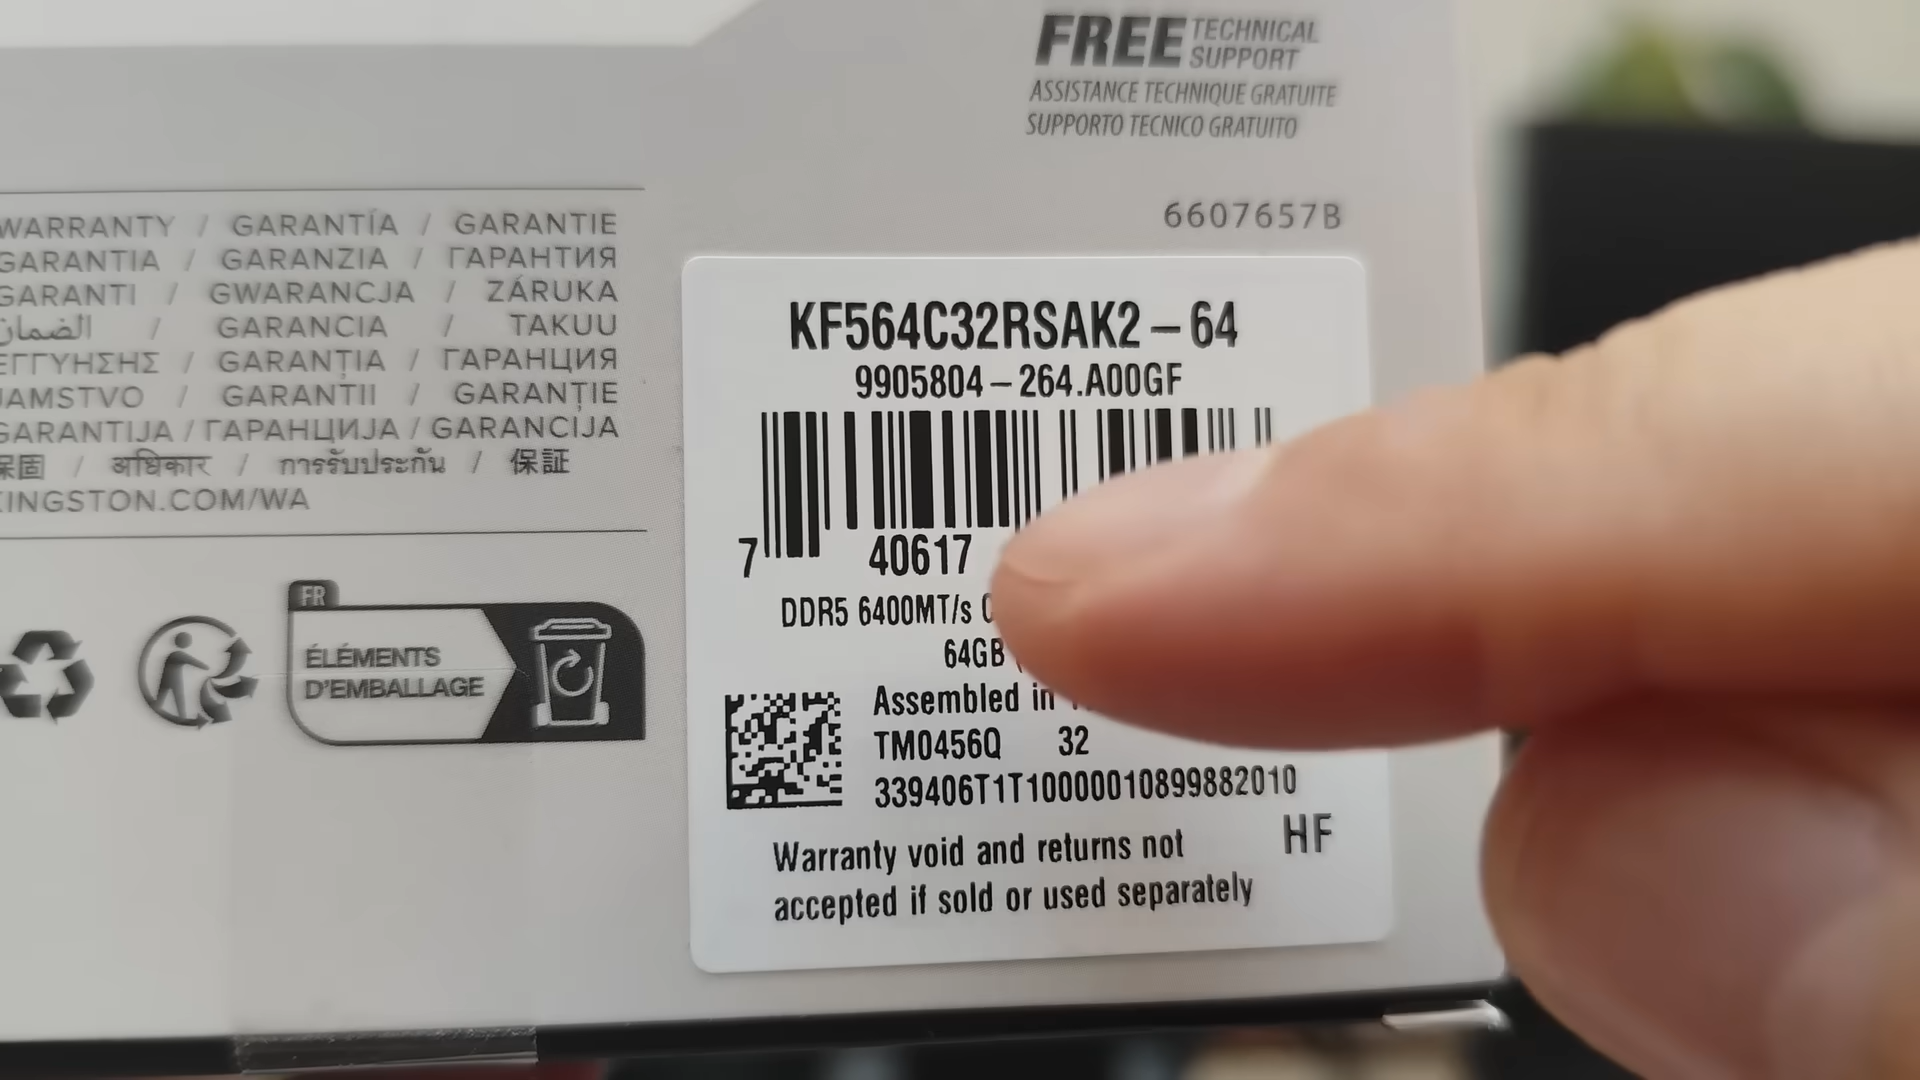 FREE TECHNICAL SUPPORT
ASSISTANCE TECHNIQUE GRATUITE
SUPPORTO TECNICO GRATUITO
6607657B
WARRANTY / GARANTÍA / GARANTIE
GARANTIA / GARANZIA / ГАРАНТИЯ
GARANTI / GWARANCJA / ZÁRUKA
الضمان / GARANCIA / TAKUU
ΕΓΓΥΗΣΗΣ / GARANȚIA / ГАРАНЦИЯ
JAMSTVO / GARANTII / GARANȚIE
GARANTIJA / ГАРАНЦИЈА / GARANCIJA
保固 / अधिकार / การรับประกัน / 保証
KINGSTON.COM/WA
FR
ÉLÉMENTS
D'EMBALLAGE
KF564C32RSAK2-64
9905804-264.A00GF
7 40617
DDR5 6400MT/s
64GB
Assembled in
TM0456Q 32
339406T1T10000010899882010
HF
Warranty void and returns not
accepted if sold or used separately